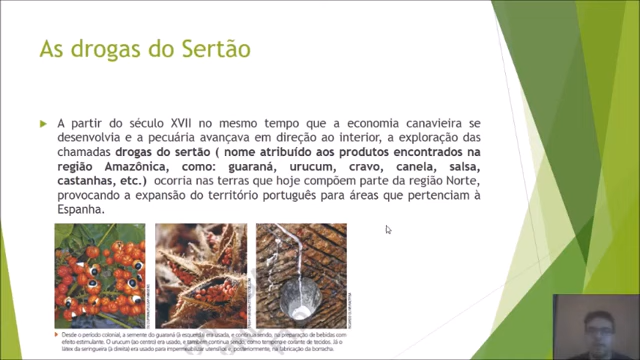 As drogas do Sertão
A partir do século XVII no mesmo tempo que a economia canavieira se
desenvolvia e a pecuária avançava em direção ao interior, a exploração das
chamadas drogas do sertão ( nome atribuído aos produtos encontrados na
região Amazônica, como: guaraná, urucum, cravo, canela, salsa,
castanhas, etc.) ocorria nas terras que hoje compõem parte da região Norte,
provocando a expansão do território português para áreas que pertenciam à
Espanha.
Desde o período colonial, a semente do guaraná (à esquerda) era usada, e continua sendo, na preparação de bebidas com
efeito estimulante. O urucum (ao centro) era usado, e também continua sendo, como tempero e corante de tecidos. Já o
látex da seringueira (à direita) era usado para impermeabilizar utensílios e, posteriormente, na fabricação da borracha.